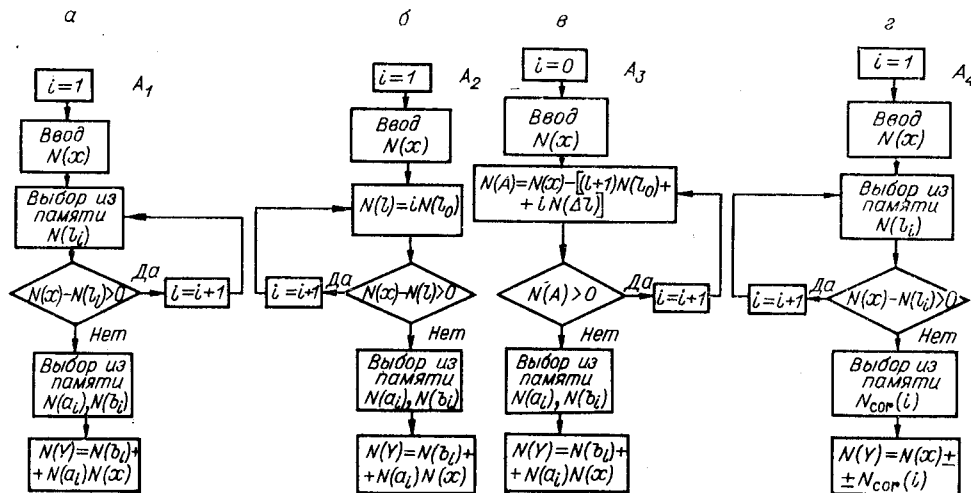 а
i=1
A₁
Ввод
N(x)
Выбор из
памяти
N(lᵢ)
N(x)-N(lᵢ)>0
Да
i=i+1
Нет
Выбор из
памяти
N(aᵢ),N(bᵢ)
N(Y)=N(bᵢ)+
+N(aᵢ)N(x)
б
i=1
A₂
Ввод
N(x)
N(l)=iN(l₀)
N(x)-N(l)>0
Да
i=i+1
Нет
Выбор из
памяти
N(aᵢ),N(bᵢ)
N(Y)=N(bᵢ)+
+N(aᵢ)N(x)
в
i=0
A₃
Ввод
N(x)
N(A)=N(x)-[(i+1)N(l₀)+
+iN(Δl)]
N(A)>0
Да
i=i+1
Нет
Выбор из
памяти
N(aᵢ),N(bᵢ)
N(Y)=N(bᵢ)+
+N(aᵢ)N(x)
г
i=1
A₄
Ввод
N(x)
Выбор из
памяти
N(lᵢ)
N(x)-N(lᵢ)>0
Да
i=i+1
Нет
Выбор из
памяти
Ncor(i)
N(Y)=N(x)±
±Ncor(i)